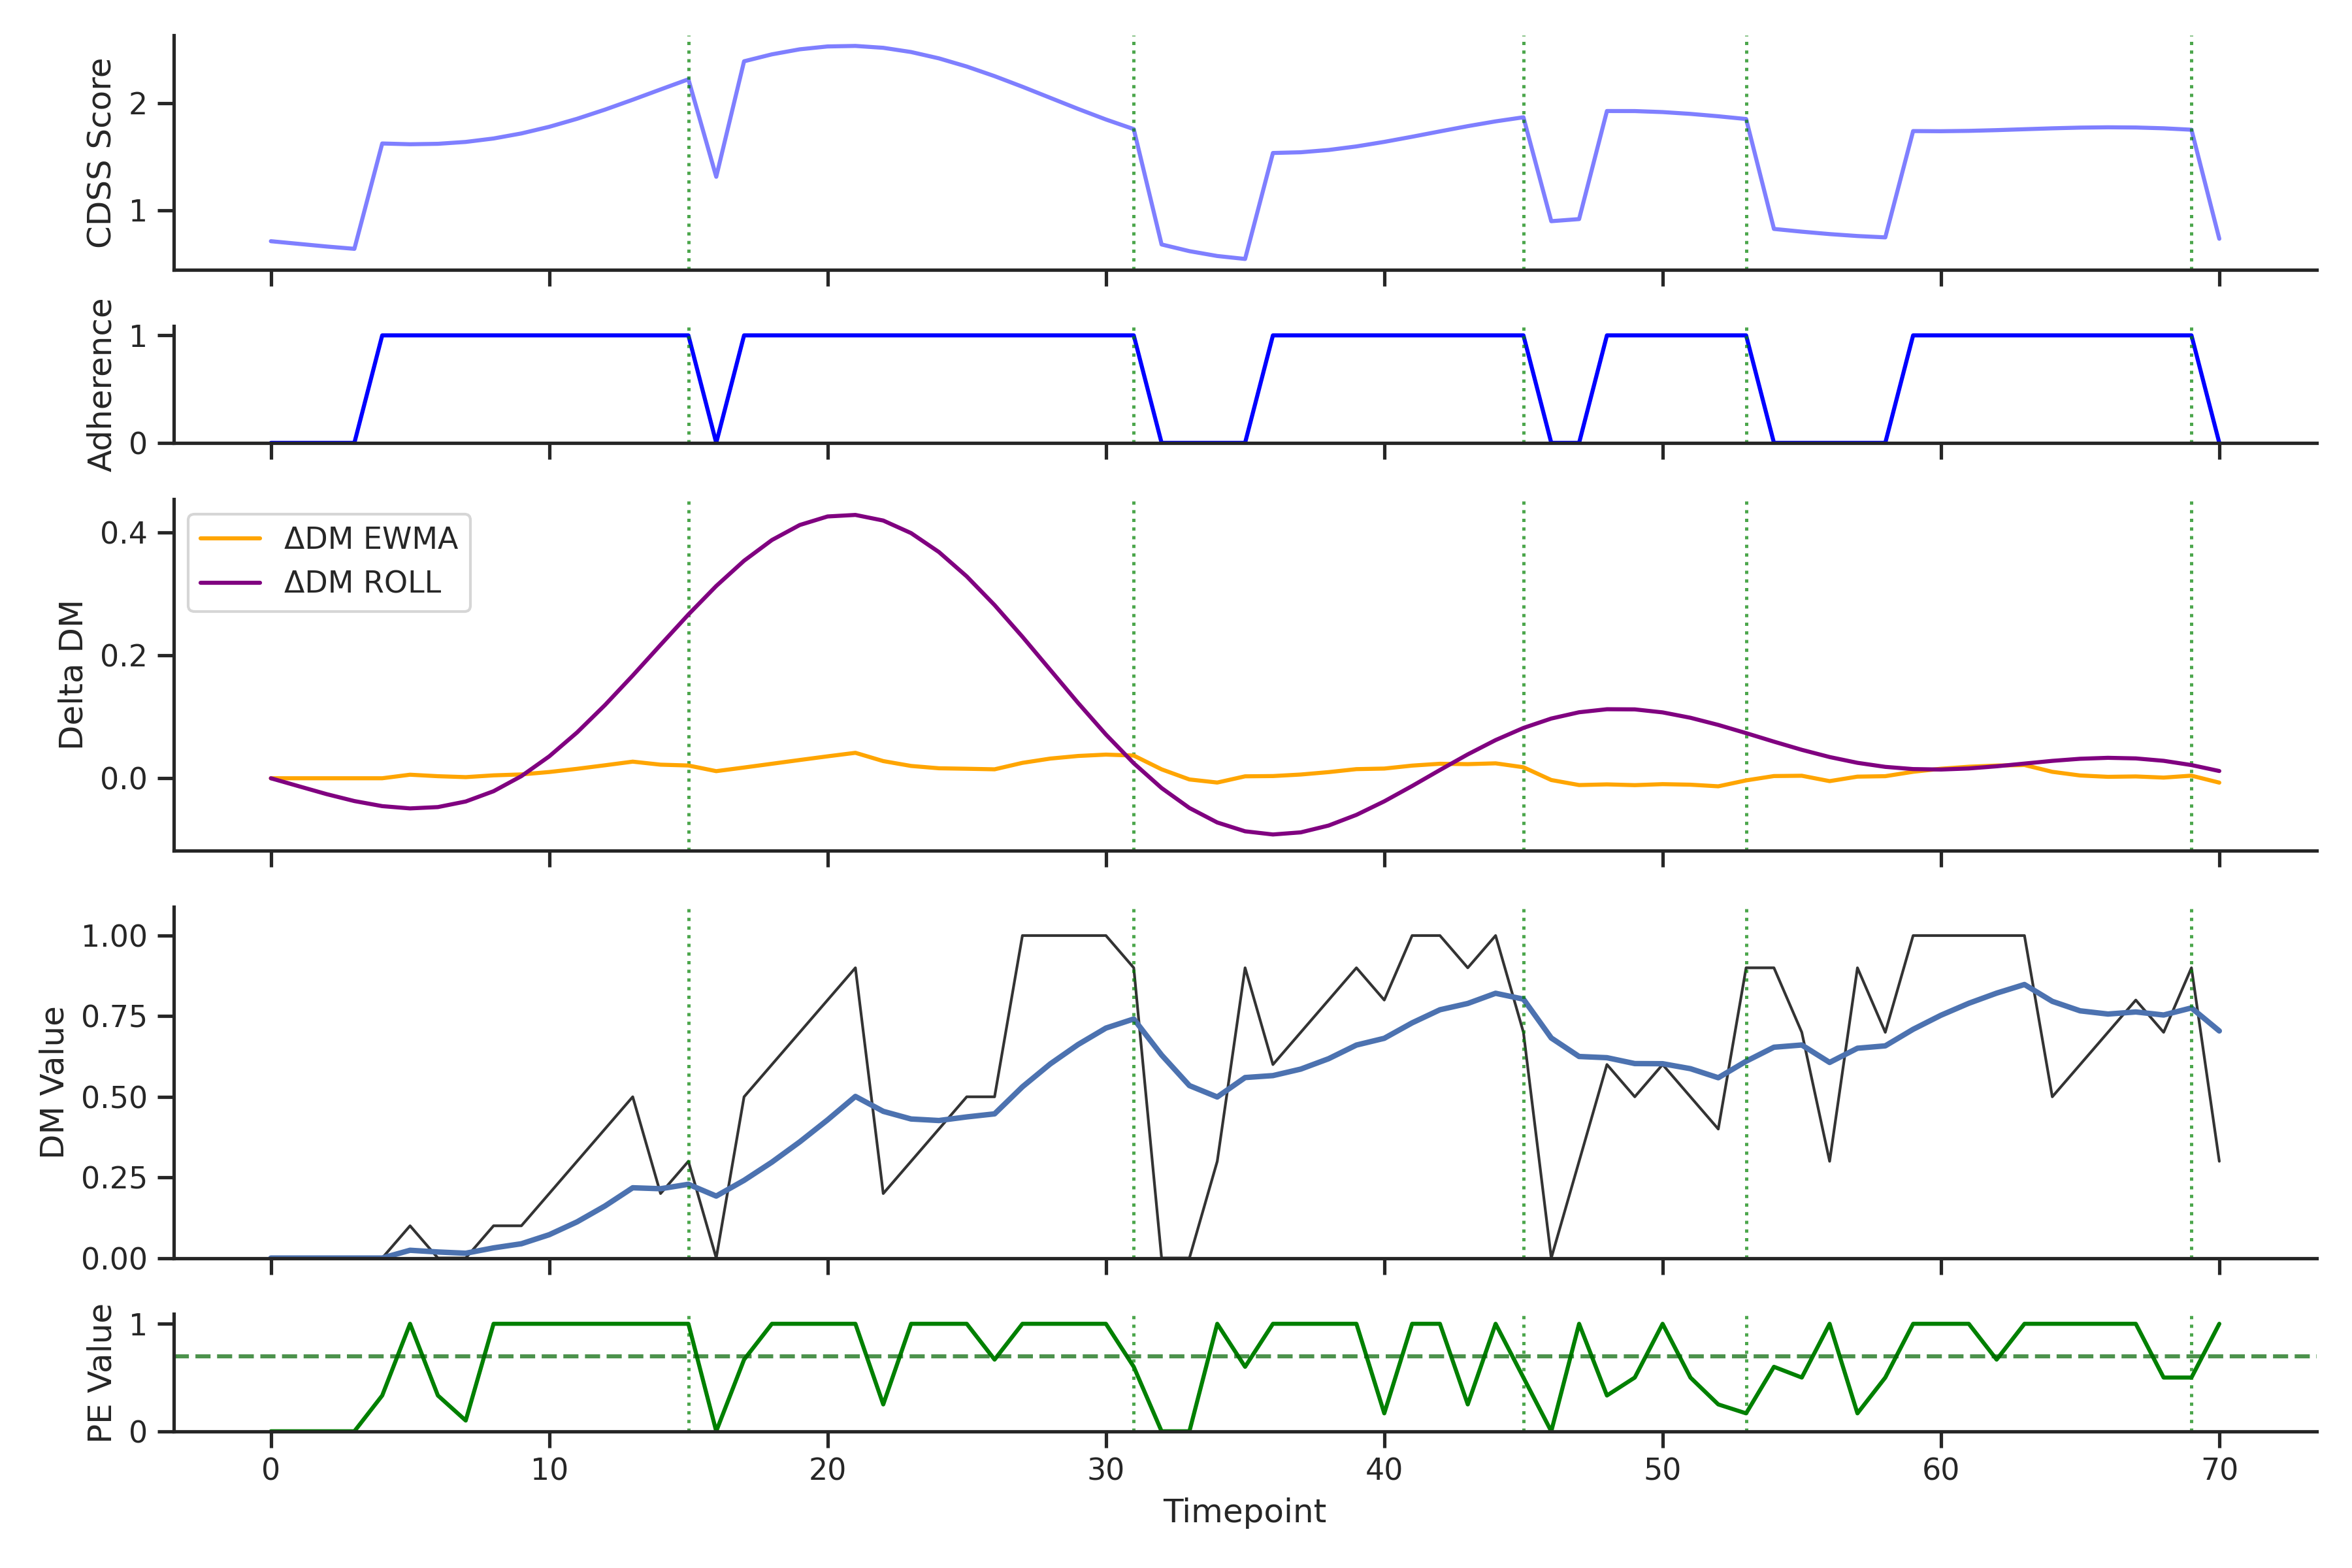 CDSS Score
2
1
Adherence
1
0
Delta DM
0.4
0.2
0.0
ΔDM EWMA
ΔDM ROLL
DM Value
1.00
0.75
0.50
0.25
0.00
PE Value
1
0
0 10 20 30 40 50 60 70
Timepoint